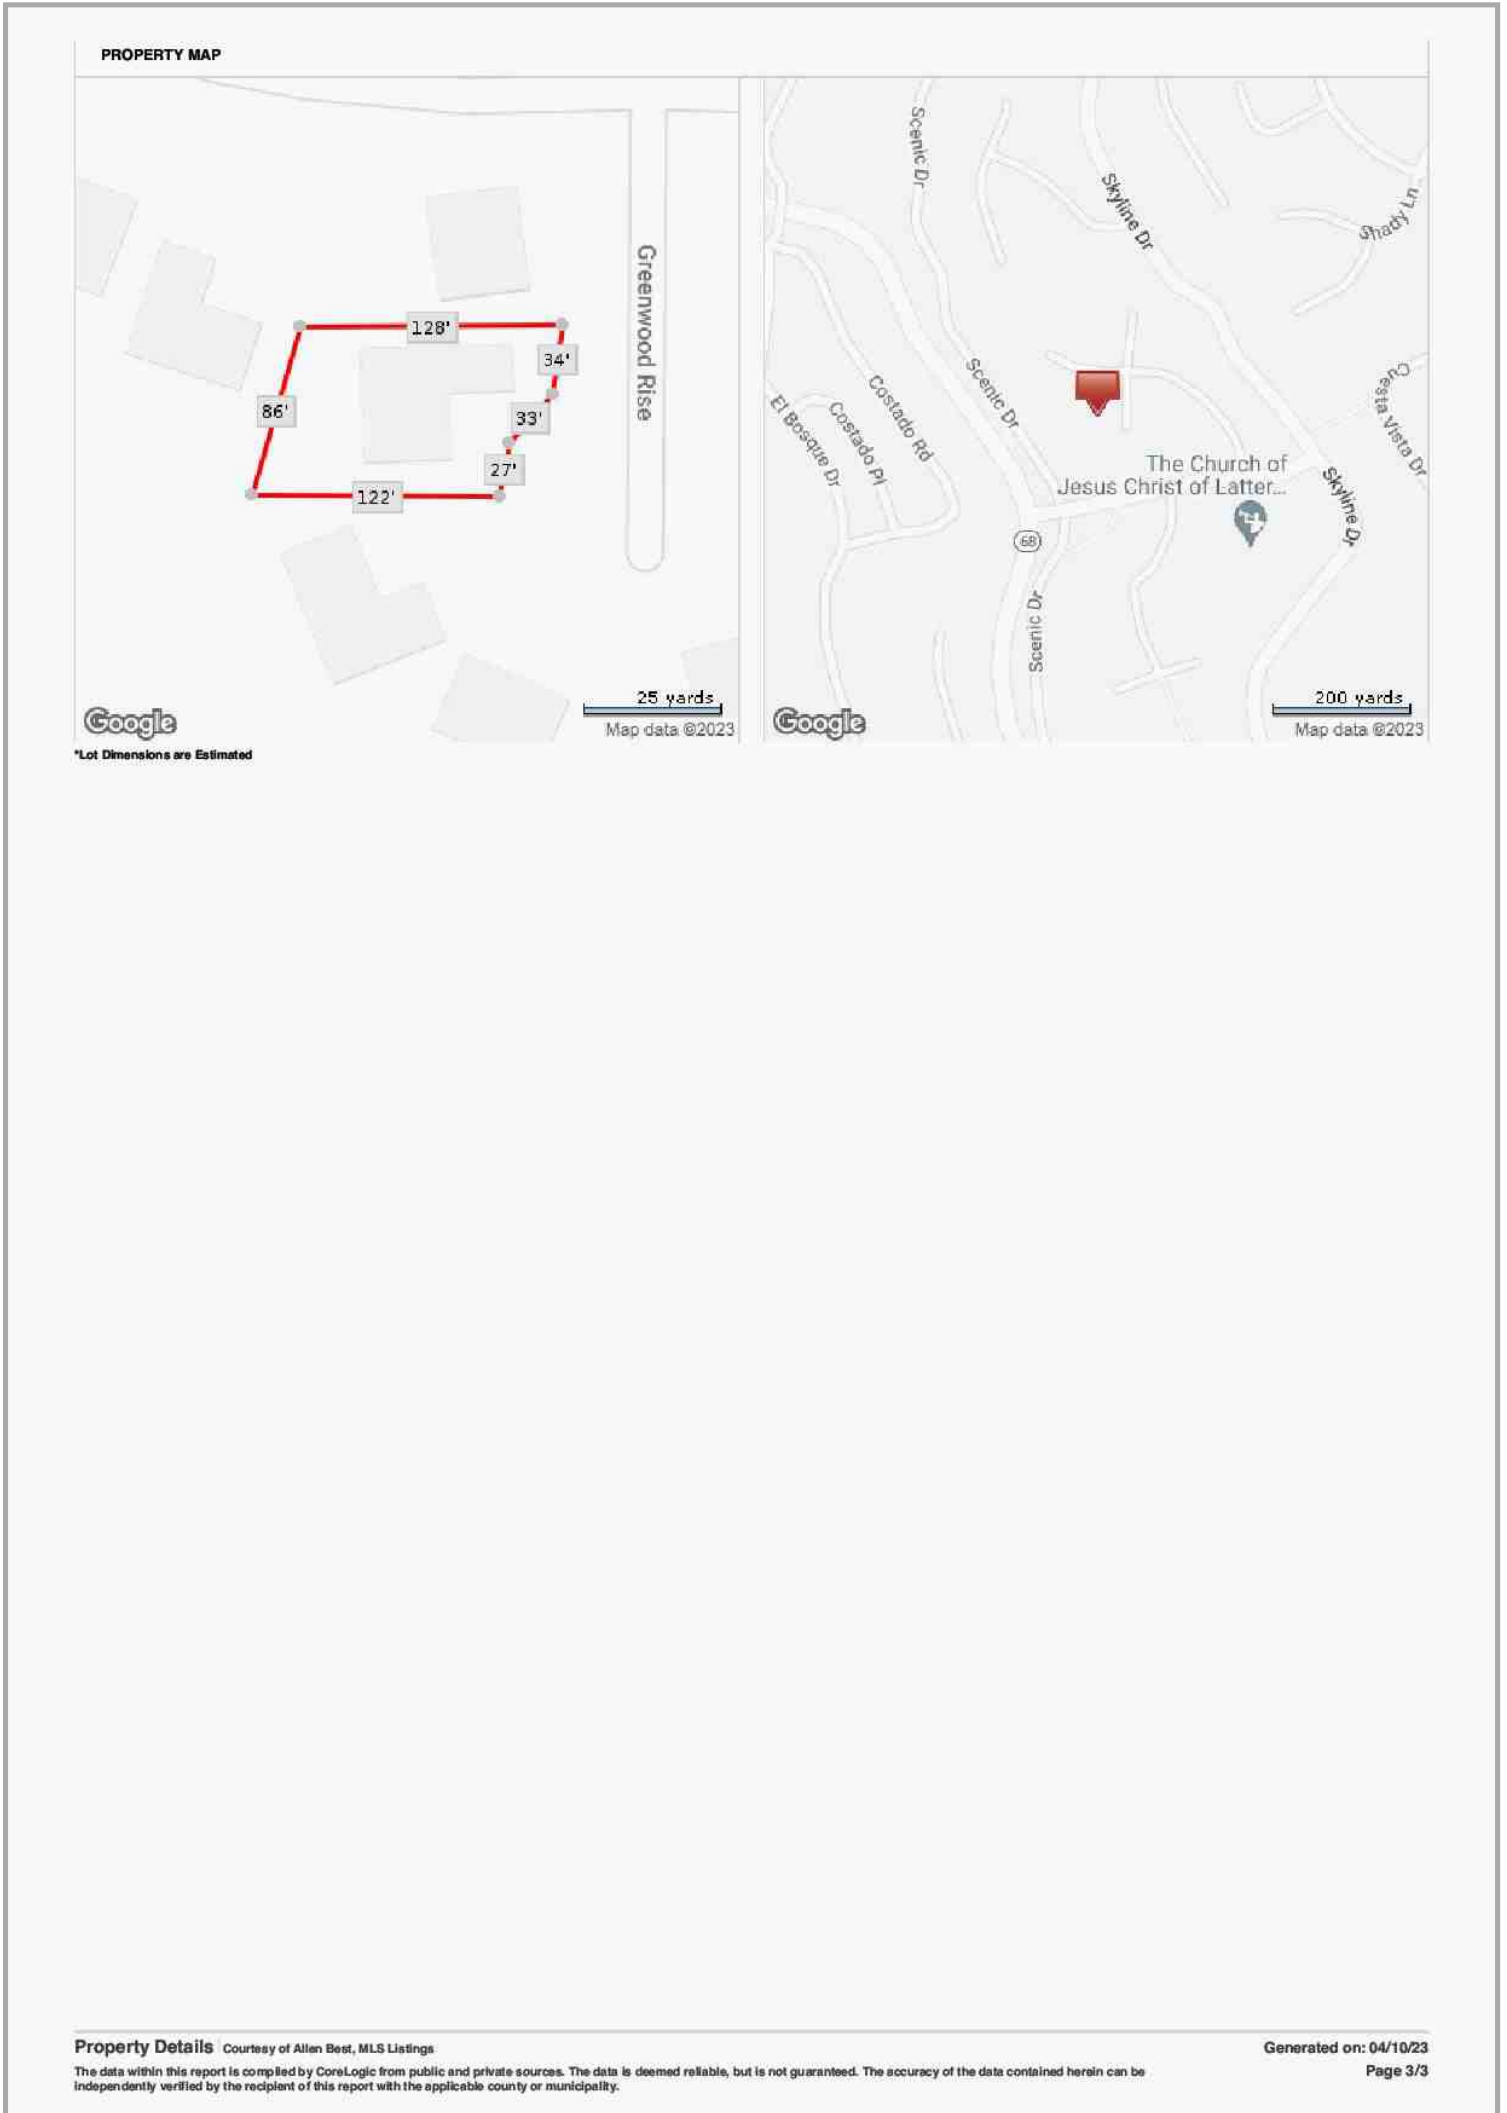 PROPERTY MAP
128'
34'
86'
33'
27'
122'
Greenwood Rise
Google
25 yards
Map data ©2023
Scenic Dr
Skyline Dr
Shady Ln
Scenic Dr
Costado Rd
Costado Pl
El Bosque Dr
Cuesta Vista Dr
The Church of
Jesus Christ of Latter...
Skyline Dr
68
Scenic Dr
Google
200 yards
Map data ©2023
*Lot Dimensions are Estimated
Property Details Courtesy of Allen Best, MLS Listings
Generated on: 04/10/23
The data within this report is compiled by CoreLogic from public and private sources. The data is deemed reliable, but is not guaranteed. The accuracy of the data contained herein can be
independently verified by the recipient of this report with the applicable county or municipality.
Page 3/3